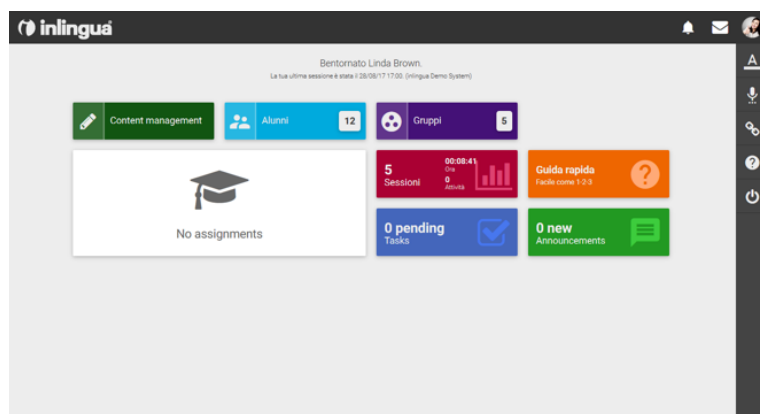 inlingua
Bentornato Linda Brown.
La tua ultima sessione è stata il 28/08/17 17:00. (inlingua Demo System)
Content management
Alunni
12
Gruppi
5
No assignments
5
Sessioni
00:08:41
Ora
0
Attività
Guida rapida
Facile come 1-2-3
0 pending
Tasks
0 new
Announcements
A